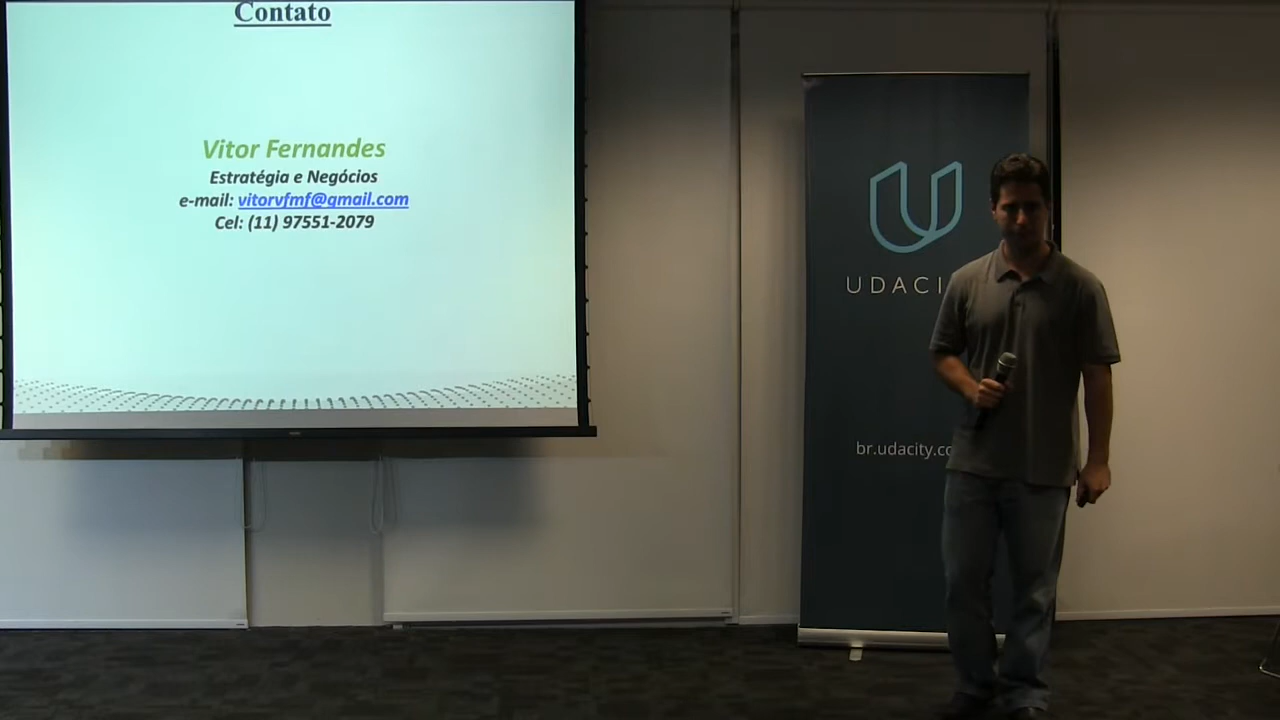 Contato
Vitor Fernandes
Estratégia e Negócios
e-mail: vitorvfmf@gmail.com
Cel: (11) 97551-2079
UDACI
br.udacity.co